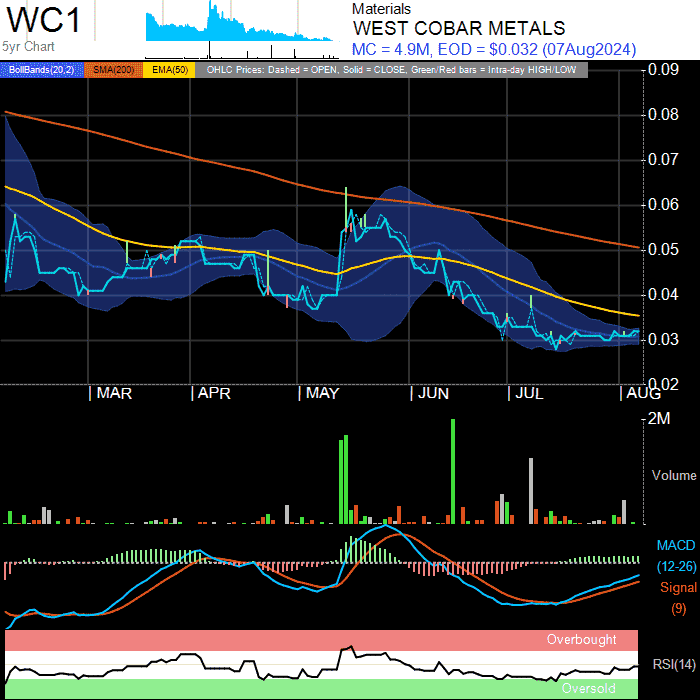 WC1
5yr Chart
Materials
WEST COBAR METALS
MC = 4.9M, EOD = $0.032 (07Aug2024)
BollBands(20,2) SMA(200) EMA(50) OHLC Prices: Dashed = OPEN, Solid = CLOSE, Green/Red bars = Intra-day HIGH/LOW
0.09
0.08
0.07
0.06
0.05
0.04
0.03
0.02
MAR APR MAY JUN JUL AUG
2M
Volume
MACD
(12-26)
Signal
(9)
Overbought
RSI(14)
Oversold